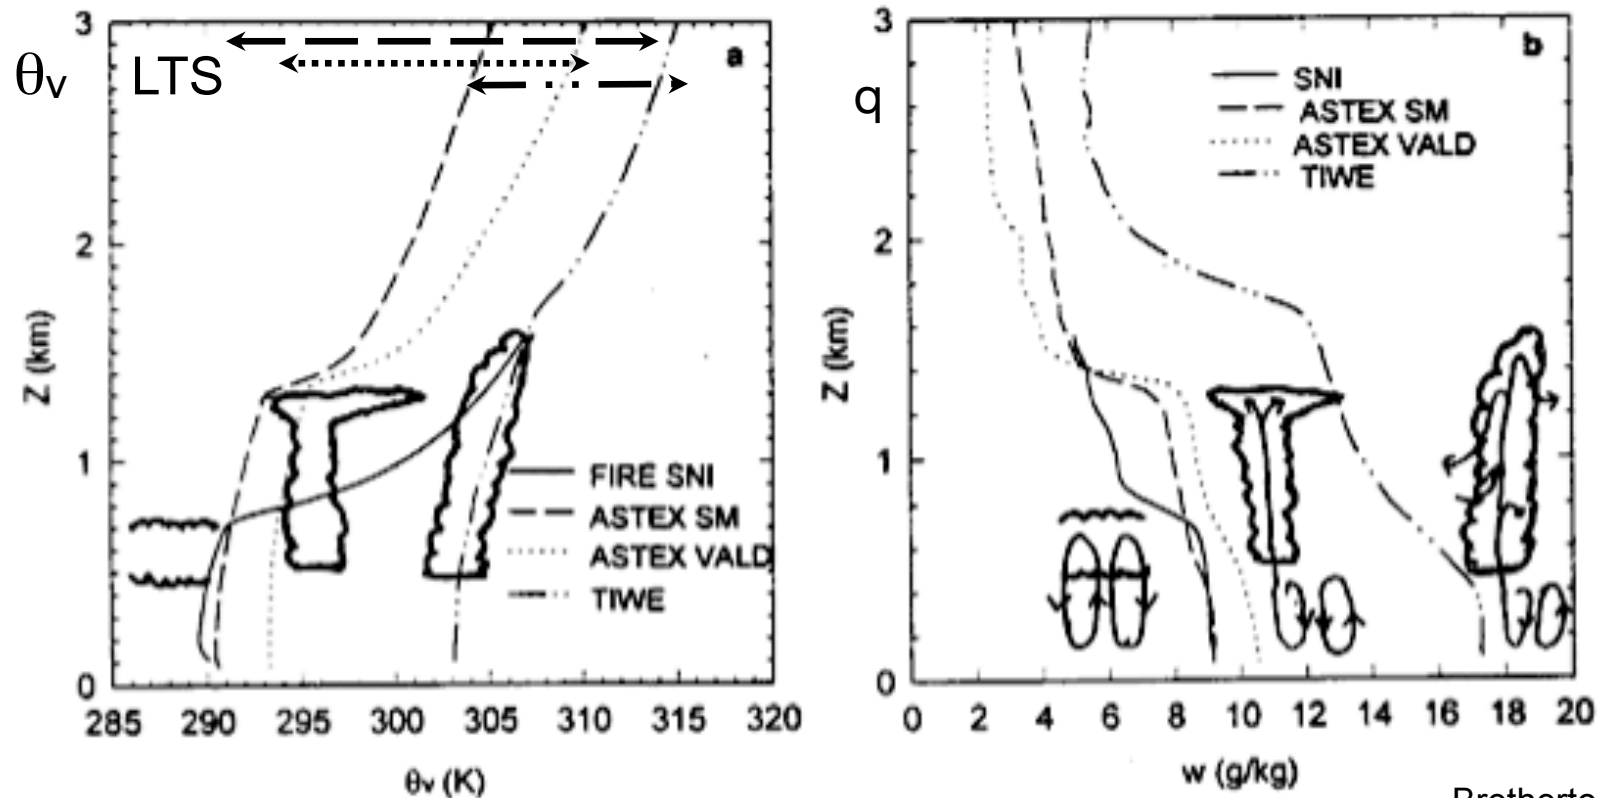 θv LTS
a
3
2
1
0
Z (km)
FIRE SNI
ASTEX SM
ASTEX VALD
TIWE
285 290 295 300 305 310 315 320
θv (K)
q
b
3
2
1
0
Z (km)
SNI
ASTEX SM
ASTEX VALD
TIWE
0 2 4 6 8 10 12 14 16 18 20
w (g/kg)